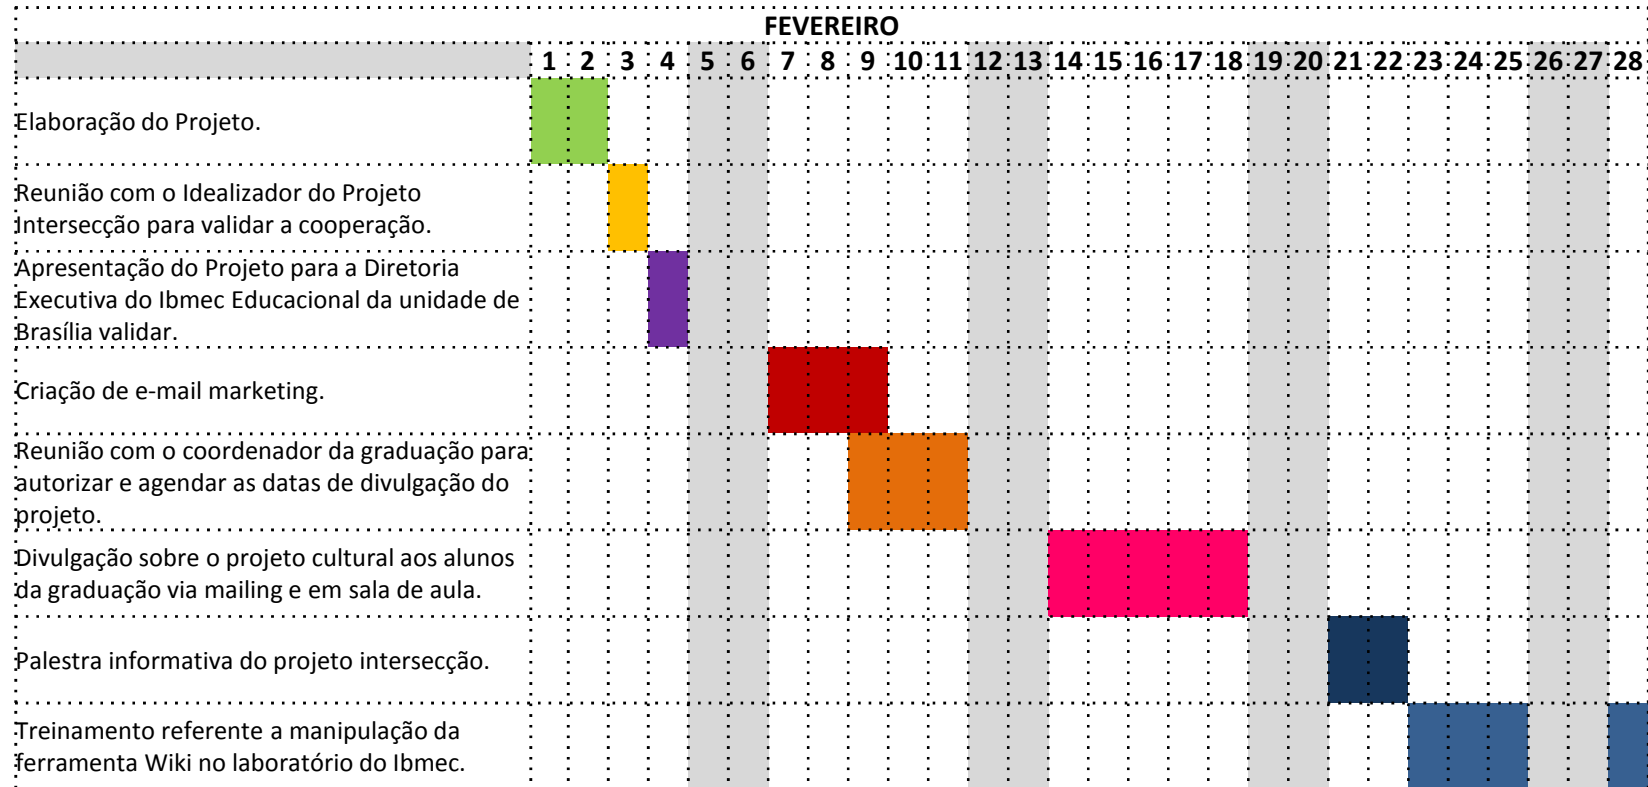 FEVEREIRO
1 2 3 4 5 6 7 8 9 10 11 12 13 14 15 16 17 18 19 20 21 22 23 24 25 26 27 28
Elaboração do Projeto.
Reunião com o Idealizador do Projeto
Intersecção para validar a cooperação.
Apresentação do Projeto para a Diretoria
Executiva do Ibmec Educacional da unidade de
Brasília validar.
Criação de e-mail marketing.
Reunião com o coordenador da graduação para
autorizar e agendar as datas de divulgação do
projeto.
Divulgação sobre o projeto cultural aos alunos
da graduação via mailing e em sala de aula.
Palestra informativa do projeto intersecção.
Treinamento referente a manipulação da
ferramenta Wiki no laboratório do Ibmec.